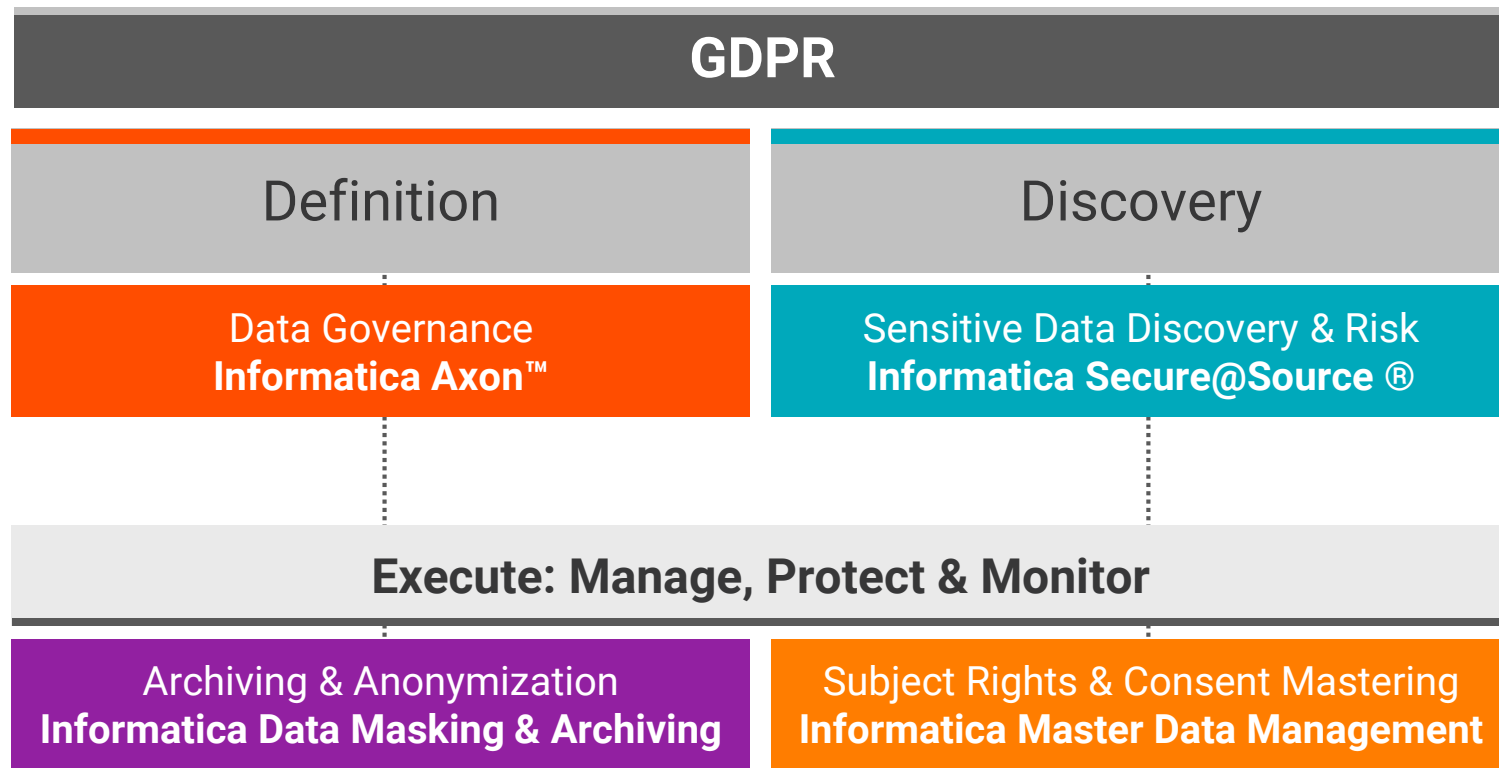 GDPR
Definition
Discovery
Data Governance
Informatica Axon™
Sensitive Data Discovery & Risk
Informatica Secure@Source ®
Execute: Manage, Protect & Monitor
Archiving & Anonymization
Informatica Data Masking & Archiving
Subject Rights & Consent Mastering
Informatica Master Data Management